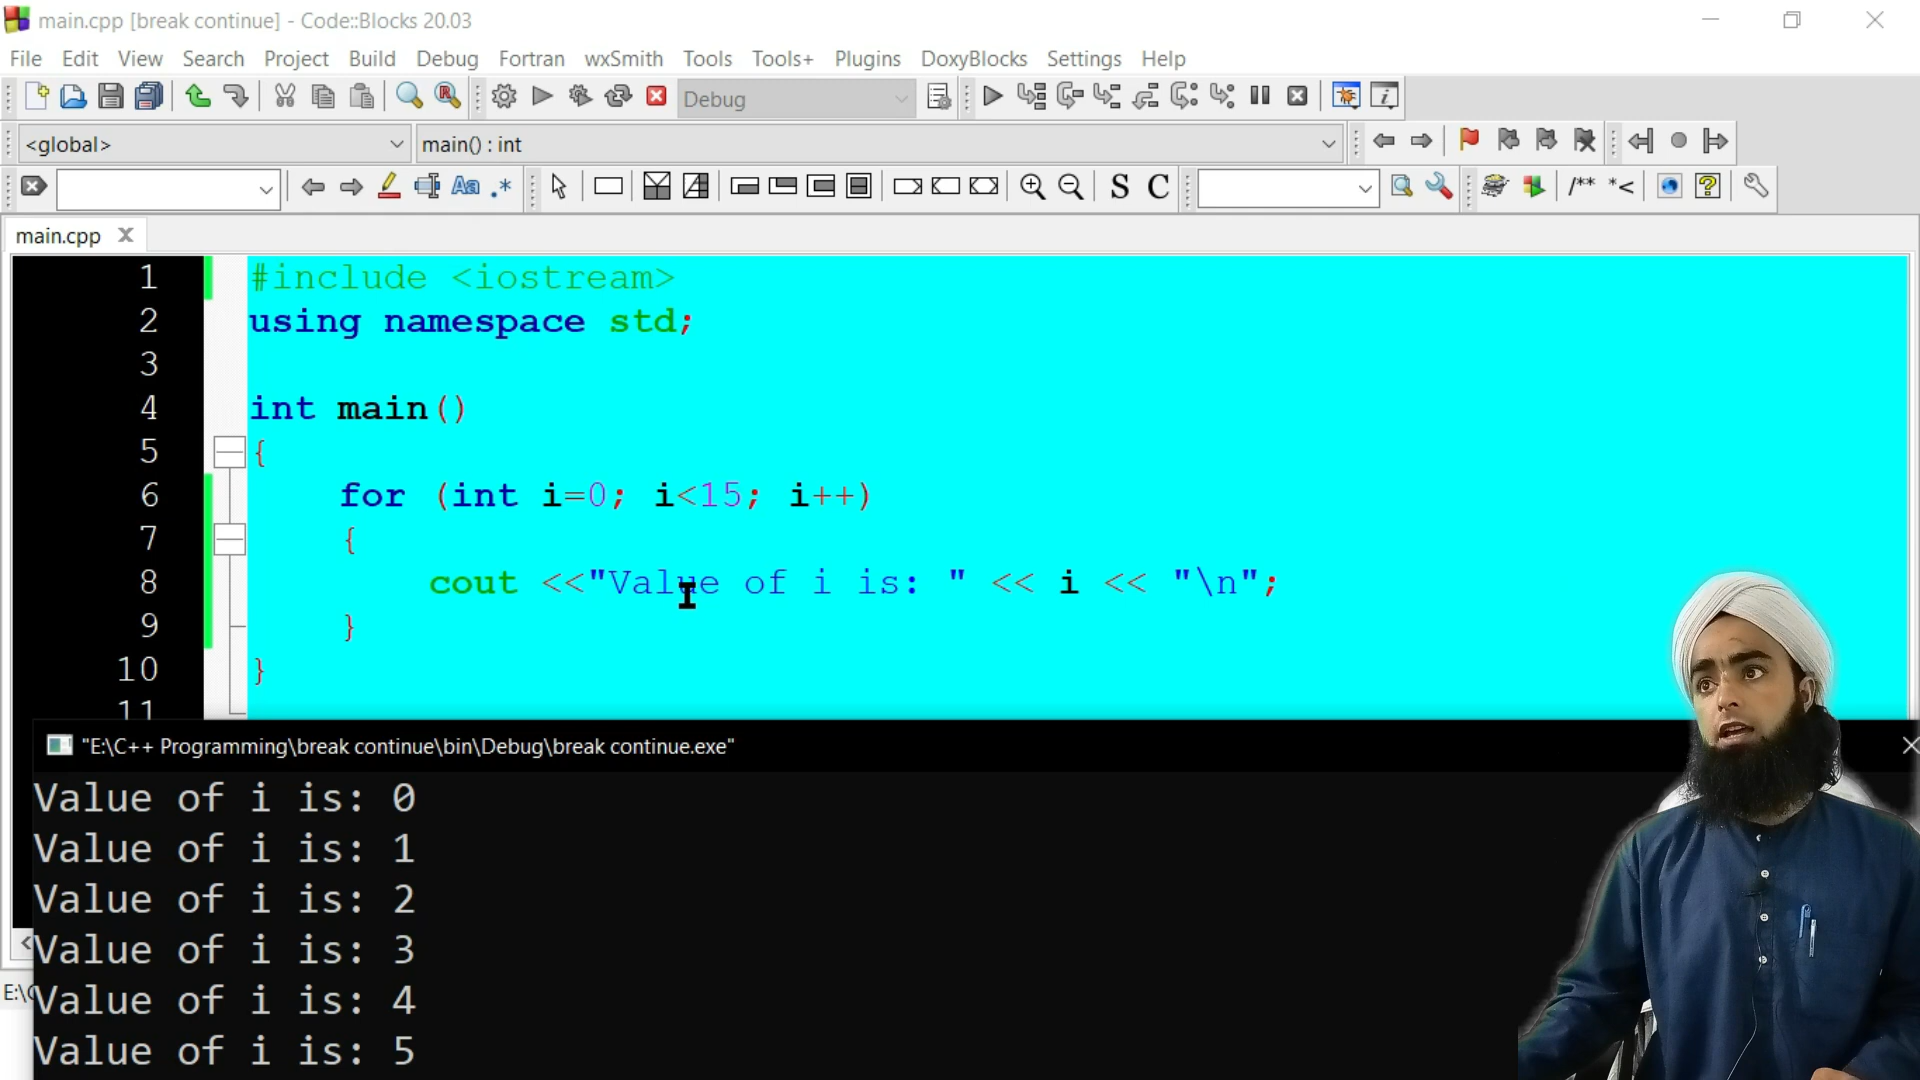 main.cpp [break continue] - Code::Blocks 20.03
File Edit View Search Project Build Debug Fortran wxSmith Tools Tools+ Plugins DoxyBlocks Settings Help
Debug
<global> main() : int
Aa .* S C /** *<
main.cpp
1 #include <iostream>
2 using namespace std;
3
4 int main()
5 {
6 for (int i=0; i<15; i++)
7 {
8 cout <<"Value of i is: " << i << "\n";
9 }
10 }
11
"E:\C++ Programming\break continue\bin\Debug\break continue.exe"
Value of i is: 0
Value of i is: 1
Value of i is: 2
Value of i is: 3
Value of i is: 4
Value of i is: 5